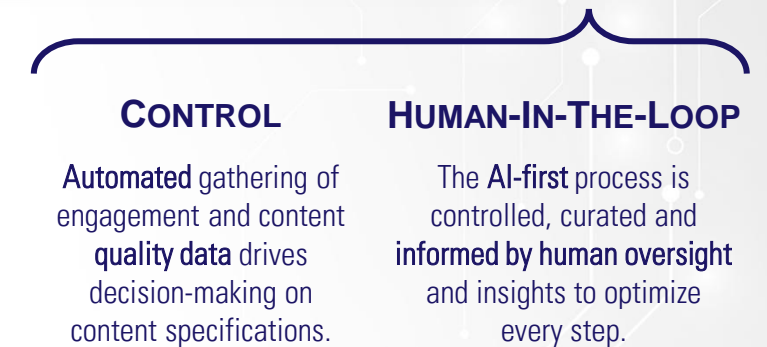 CONTROL
Automated gathering of
engagement and content
quality data drives
decision-making on
content specifications.
HUMAN-IN-THE-LOOP
The AI-first process is
controlled, curated and
informed by human oversight
and insights to optimize
every step.